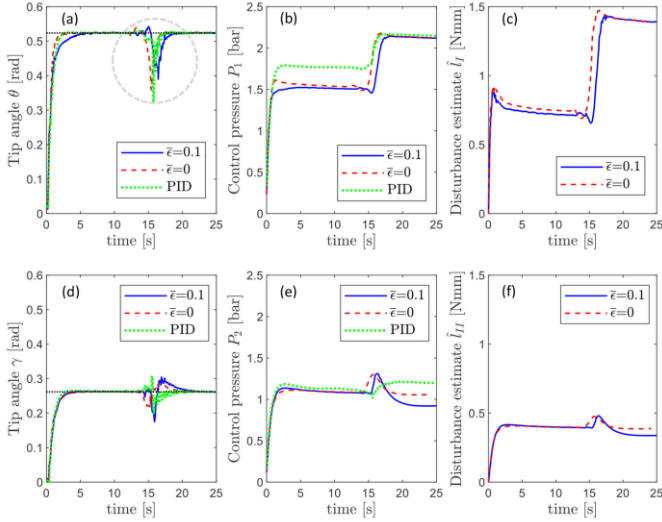 (a)
0.6
0.5
0.4
0.3
0.2
0.1
0
Tip angle θ [rad]
ε̄=0.1
ε̄=0
PID
0 5 10 15 20 25
time [s]
(b)
2.5
2
1.5
1
0.5
0
Control pressure P₁ [bar]
ε̄=0.1
ε̄=0
PID
0 5 10 15 20 25
time [s]
(c)
1.5
1
0.5
0
Disturbance estimate l̂_I [Nmm]
ε̄=0.1
ε̄=0
0 5 10 15 20 25
time [s]
(d)
0.6
0.5
0.4
0.3
0.2
0.1
0
Tip angle γ [rad]
ε̄=0.1
ε̄=0
PID
0 5 10 15 20 25
time [s]
(e)
2.5
2
1.5
1
0.5
0
Control pressure P₂ [bar]
ε̄=0.1
ε̄=0
PID
0 5 10 15 20 25
time [s]
(f)
1.5
1
0.5
0
Disturbance estimate l̂_II [Nmm]
ε̄=0.1
ε̄=0
0 5 10 15 20 25
time [s]